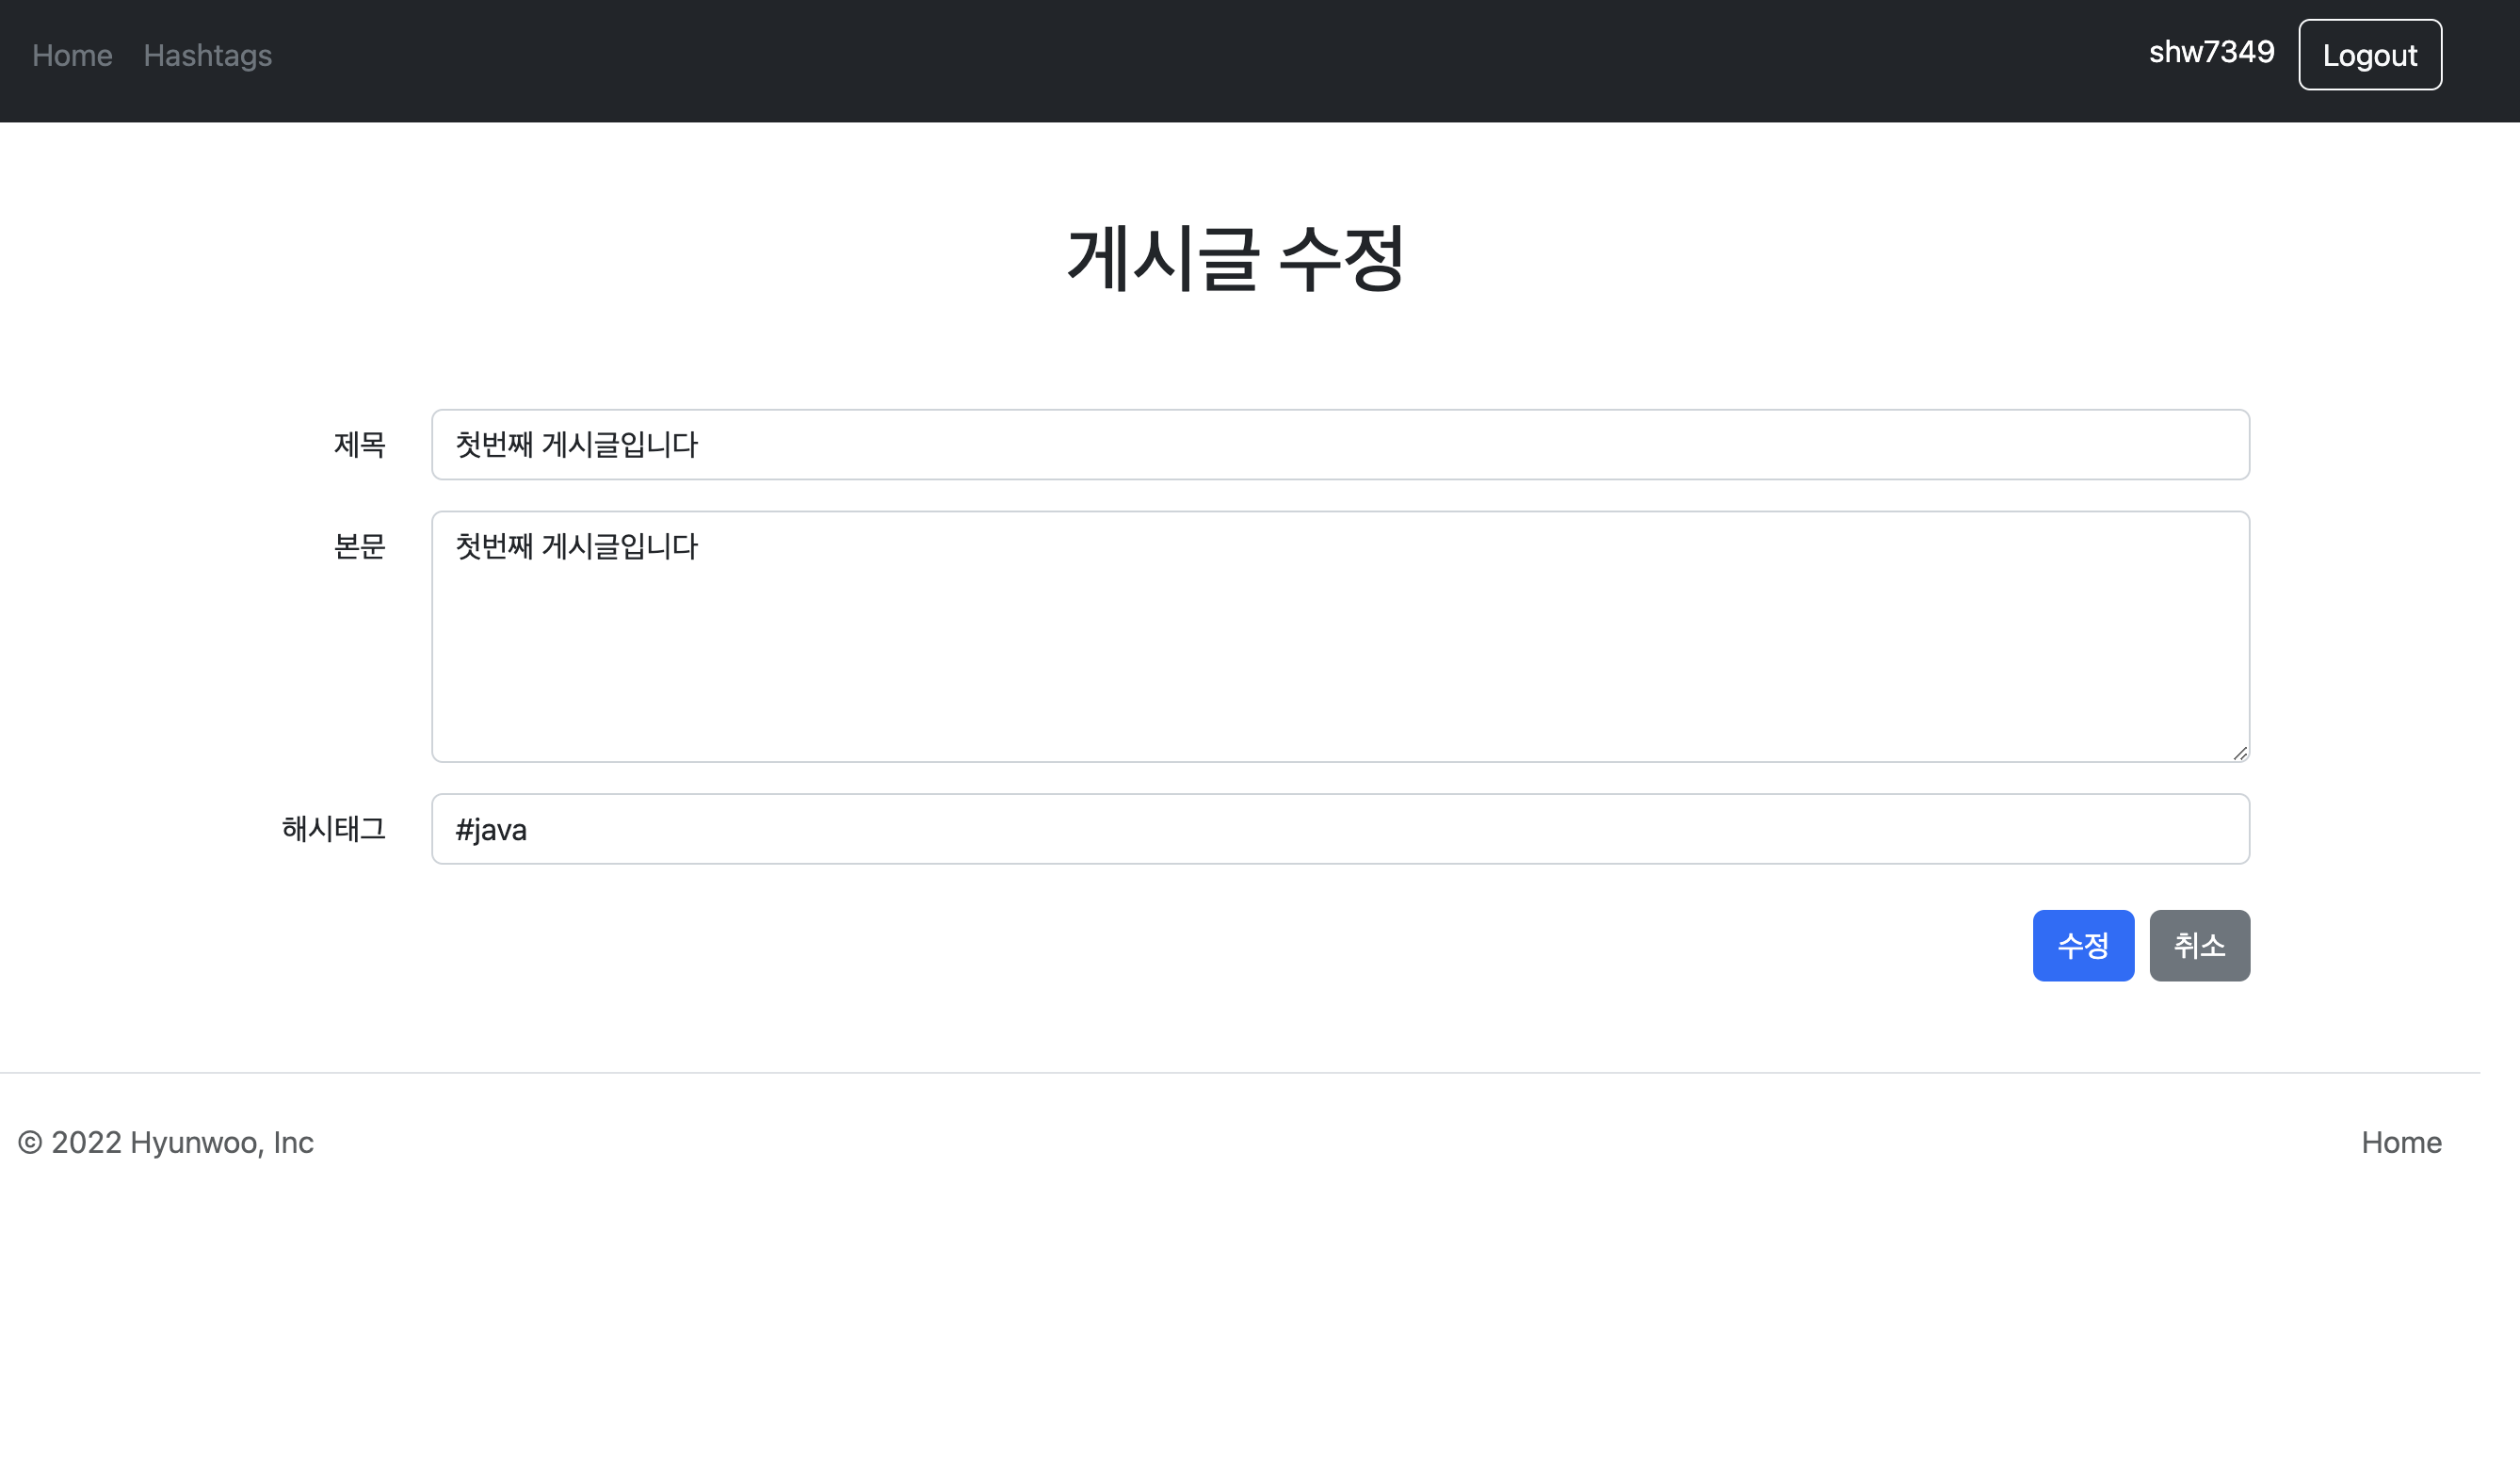 Home Hashtags shw7349 Logout
게시글 수정
제목 첫번째 게시글입니다
본문 첫번째 게시글입니다
해시태그 #java
수정 취소
© 2022 Hyunwoo, Inc Home